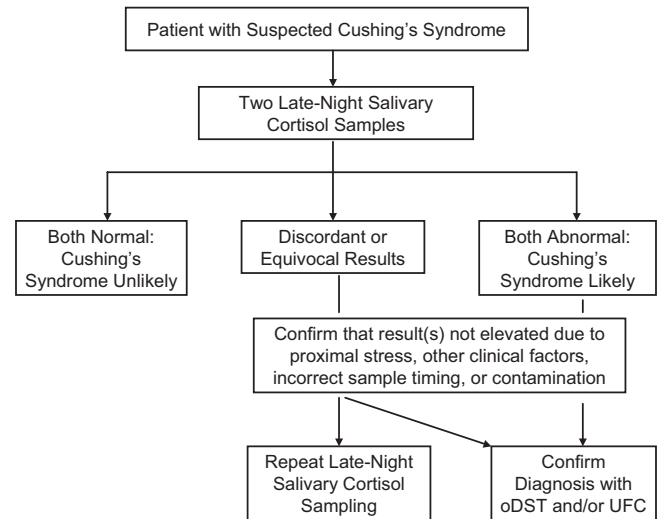 Patient with Suspected Cushing's Syndrome
Two Late-Night Salivary
Cortisol Samples
Both Normal:
Cushing's
Syndrome Unlikely
Discordant or
Equivocal Results
Both Abnormal:
Cushing's
Syndrome Likely
Confirm that result(s) not elevated due to
proximal stress, other clinical factors,
incorrect sample timing, or contamination
Repeat Late-Night
Salivary Cortisol
Sampling
Confirm
Diagnosis with
oDST and/or UFC